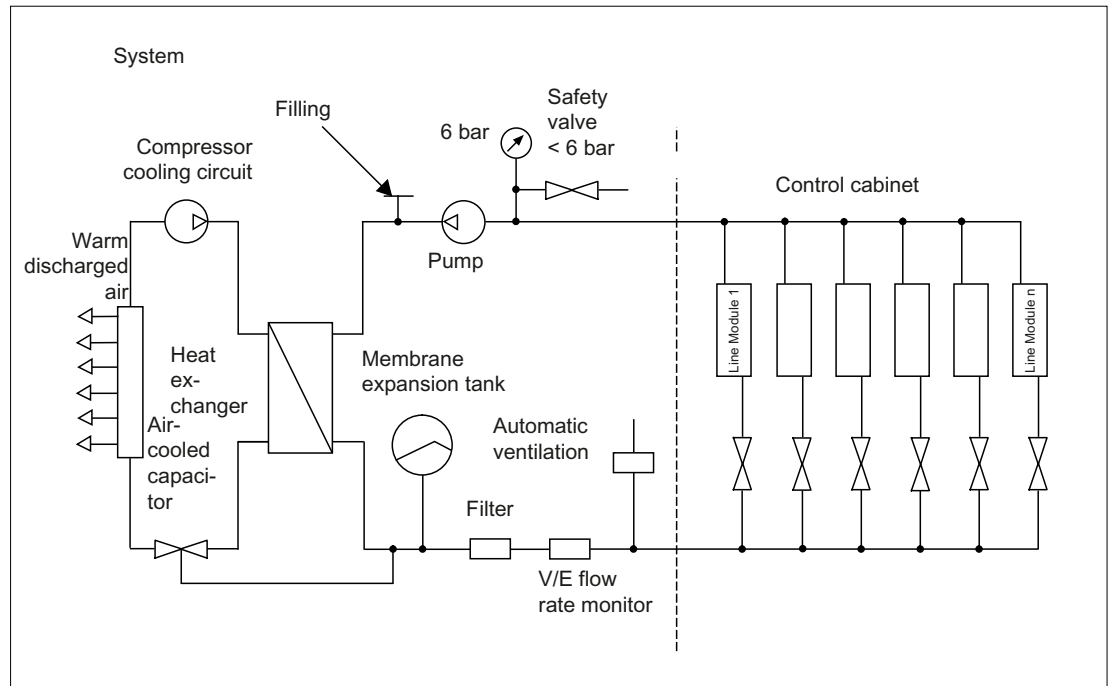 System
Filling
6 bar
Safety
valve
< 6 bar
Compressor
cooling circuit
Control cabinet
Warm
discharged
air
Pump
Line Module 1
Line Module n
Heat
ex-
changer
Membrane
expansion tank
Air-
cooled
capaci-
tor
Automatic
ventilation
Filter
V/E flow
rate monitor